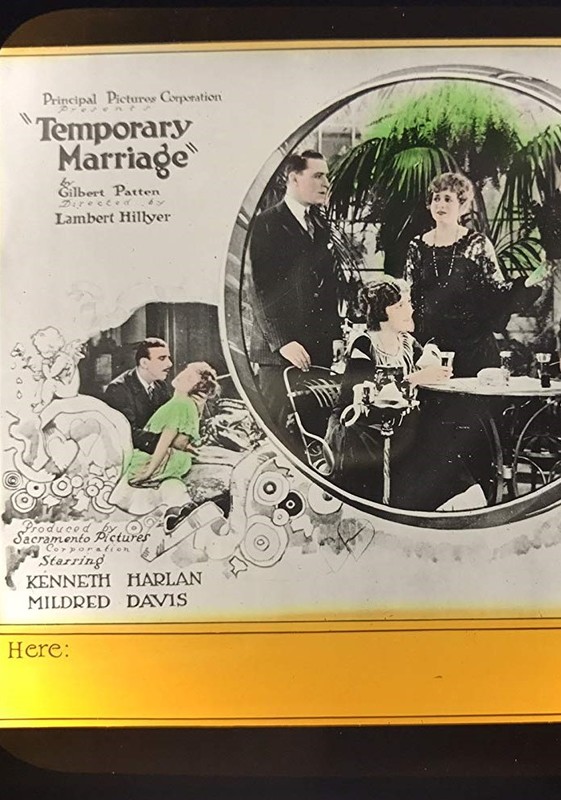 Principal Pictures Corporation
Presents
"Temporary
Marriage"
by
Gilbert Patten
Directed by
Lambert Hillyer
Produced by
Sacramento Pictures
Corporation
Starring
KENNETH HARLAN
MILDRED DAVIS
Here: